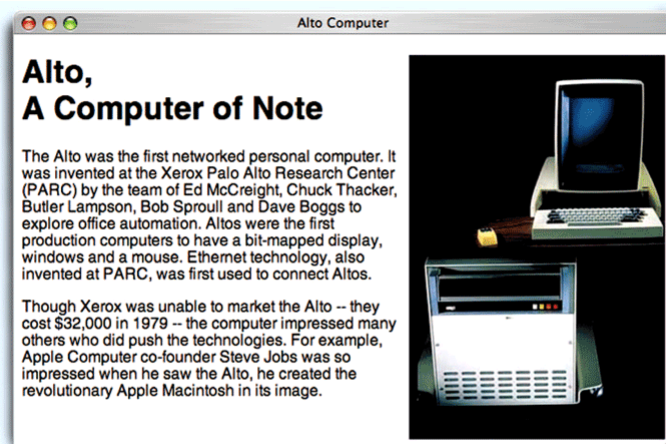 Alto Computer
Alto,
A Computer of Note
The Alto was the first networked personal computer. It
was invented at the Xerox Palo Alto Research Center
(PARC) by the team of Ed McCreight, Chuck Thacker,
Butler Lampson, Bob Sproull and Dave Boggs to
explore office automation. Altos were the first
production computers to have a bit-mapped display,
windows and a mouse. Ethernet technology, also
invented at PARC, was first used to connect Altos.
Though Xerox was unable to market the Alto -- they
cost $32,000 in 1979 -- the computer impressed many
others who did push the technologies. For example,
Apple Computer co-founder Steve Jobs was so
impressed when he saw the Alto, he created the
revolutionary Apple Macintosh in its image.